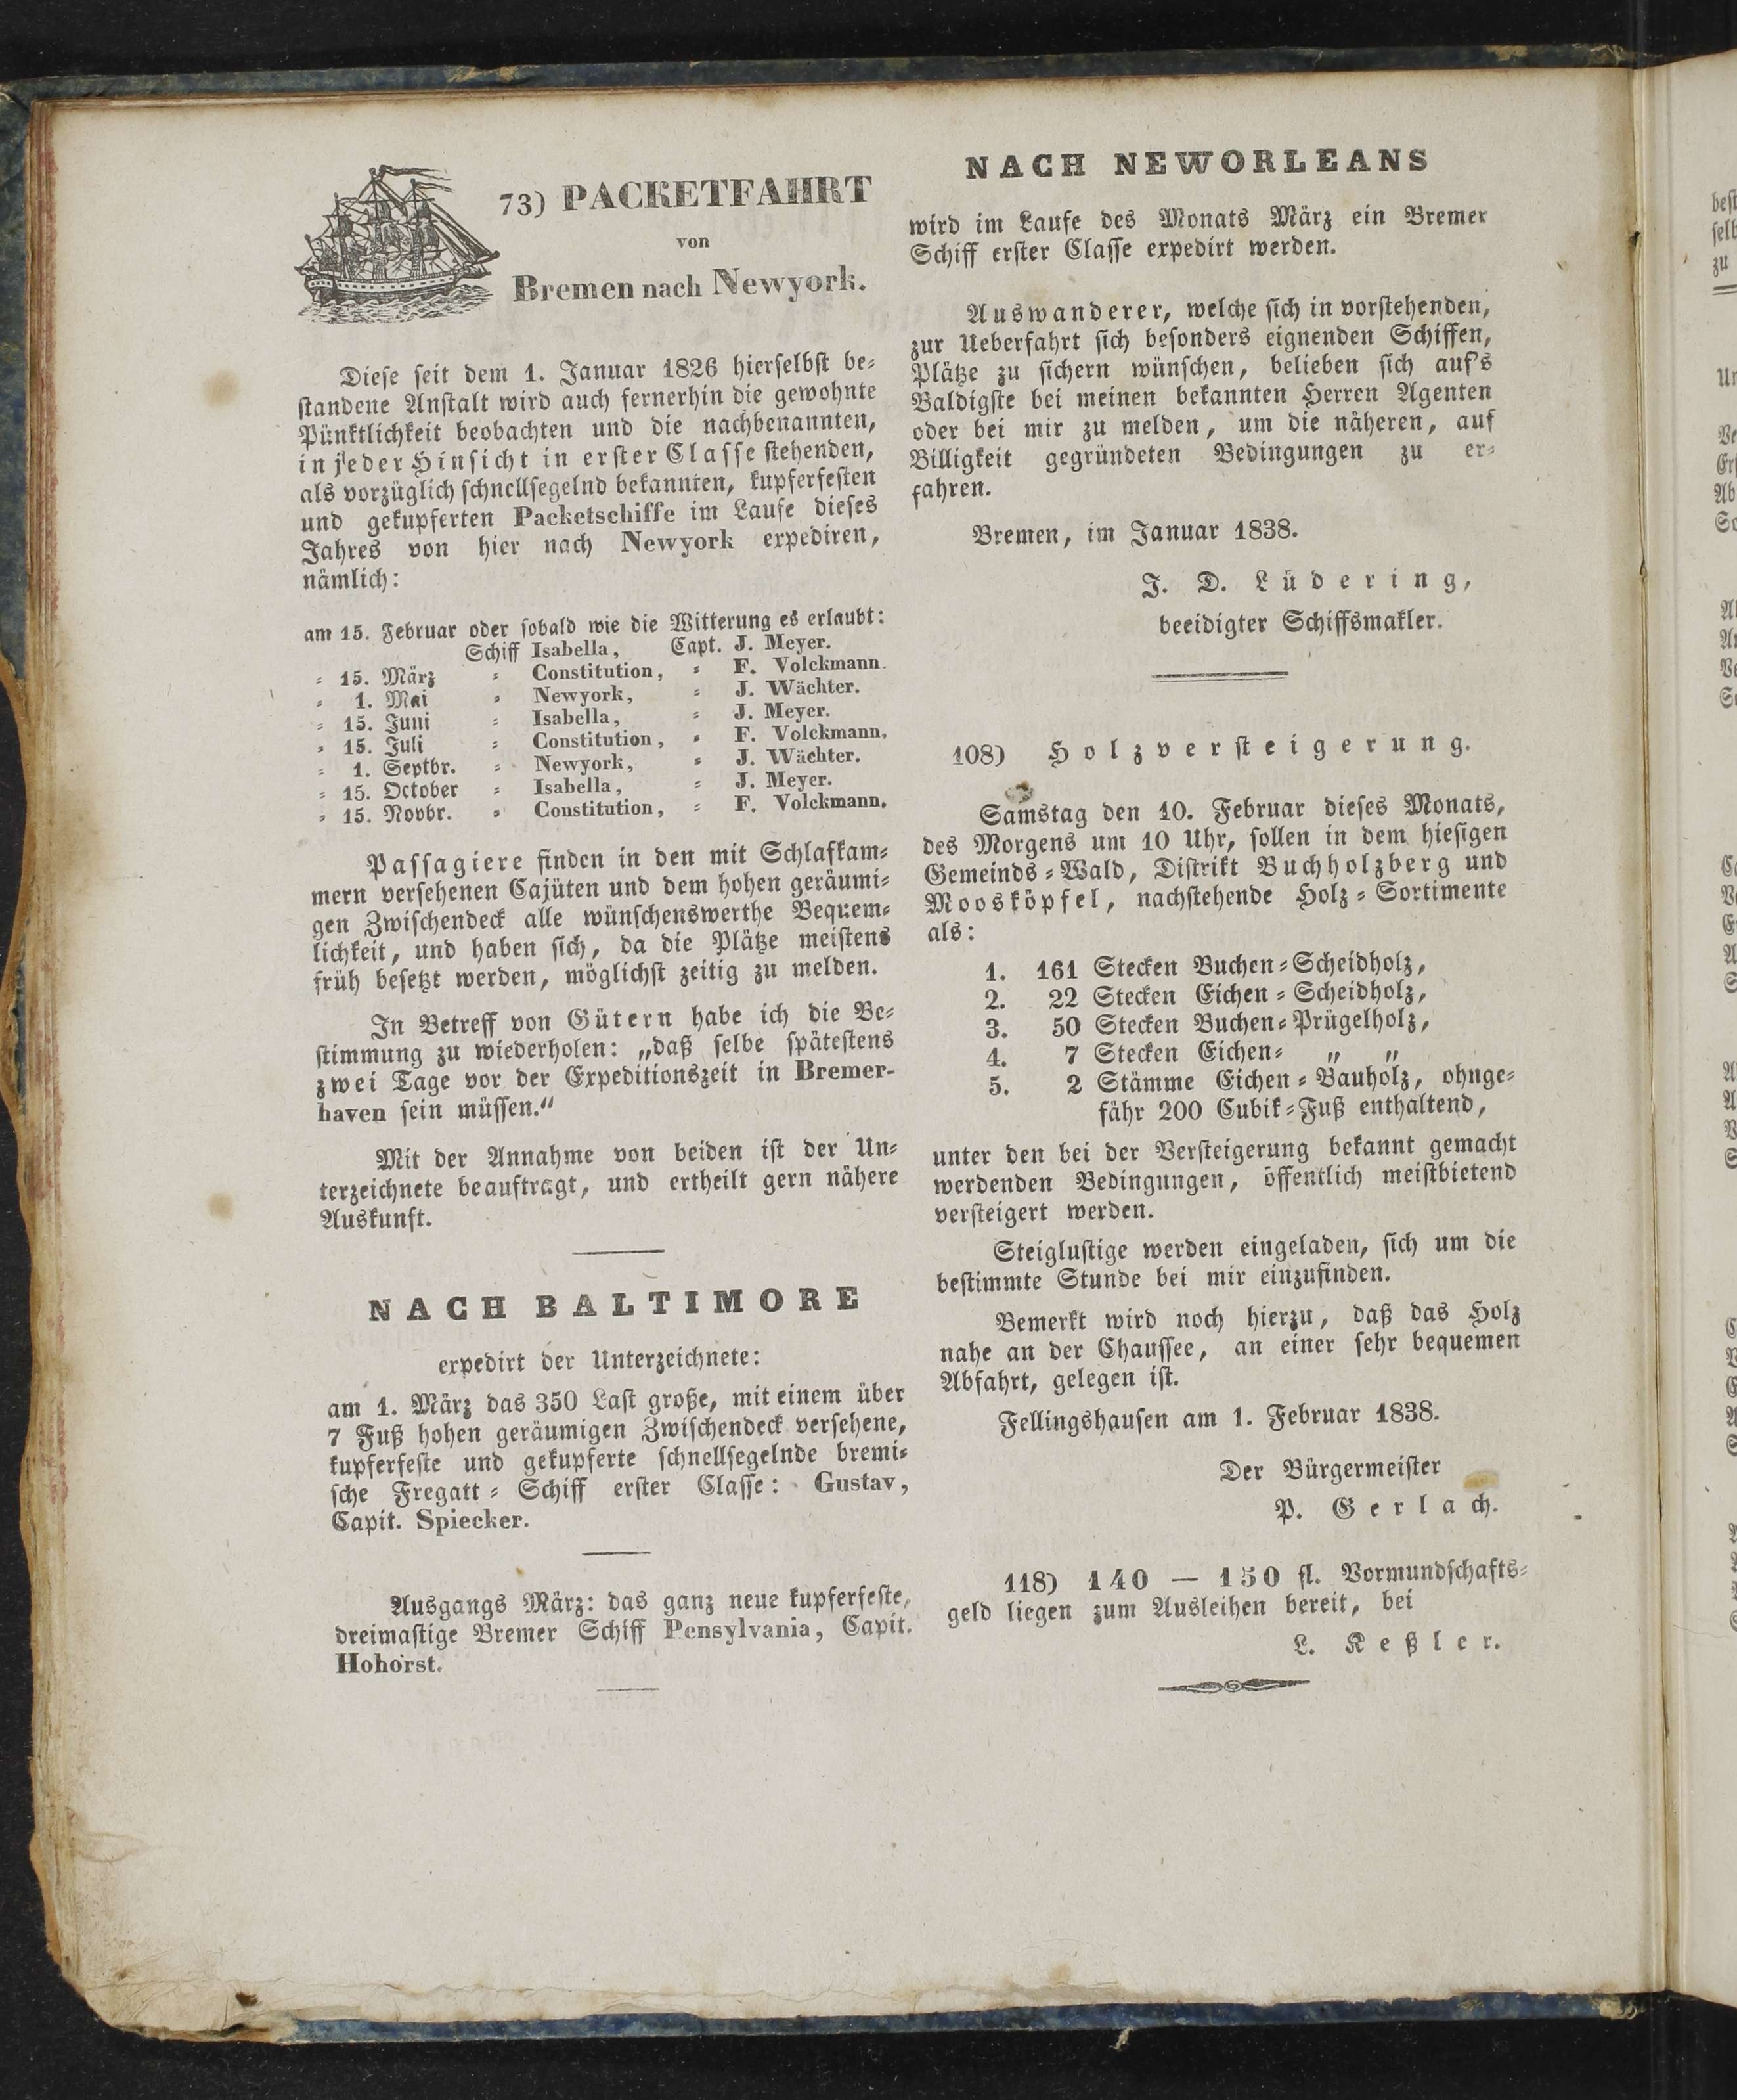 73) PACKETFAHRT
von
Bremen nach Newyork.
Diese seit dem 1. Januar 1826 hierselbst be-
standene Anstalt wird auch fernerhin die gewohnte
Pünktlichkeit beobachten und die nachbenannten,
in jeder Hinsicht in erster Classe stehenden,
als vorzüglich schnellsegelnd bekannten, kupferfesten
und gekupferten Packetschiffe im Laufe dieses
Jahres von hier nach Newyork expediren,
nämlich:
am 15. Februar oder sobald wie die Witterung es erlaubt:
Schiff Isabella, Capt. J. Meyer.
= 15. März = Constitution, = F. Volckmann.
= 1. Mai = Newyork, = J. Wächter.
= 15. Juni = Isabella, = J. Meyer.
= 15. Juli = Constitution, = F. Volckmann.
= 1. Septbr. = Newyork, = J. Wächter.
= 15. October = Isabella, = J. Meyer.
= 15. Novbr. = Constitution, = F. Volckmann.
Passagiere finden in den mit Schlafkam-
mern versehenen Cajüten und dem hohen geräumi-
gen Zwischendeck alle wünschenswerthe Bequem-
lichkeit, und haben sich, da die Plätze meistens
früh besetzt werden, möglichst zeitig zu melden.
In Betreff von Gütern habe ich die Be-
stimmung zu wiederholen: „daß selbe spätestens
zwei Tage vor der Expeditionszeit in Bremer-
haven sein müssen.“
Mit der Annahme von beiden ist der Un-
terzeichnete beauftragt, und ertheilt gern nähere
Auskunft.
NACH BALTIMORE
expedirt der Unterzeichnete:
am 1. März das 350 Last große, mit einem über
7 Fuß hohen geräumigen Zwischendeck versehene,
kupferfeste und gekupferte schnellsegelnde bremi-
sche Fregatt-Schiff erster Classe: Gustav,
Capit. Spiecker.
Ausgangs März: das ganz neue kupferfeste,
dreimastige Bremer Schiff Pensylvania, Capit.
Hohorst.
NACH NEWORLEANS
wird im Laufe des Monats März ein Bremer
Schiff erster Classe expedirt werden.
Auswanderer, welche sich in vorstehenden,
zur Ueberfahrt sich besonders eignenden Schiffen,
Plätze zu sichern wünschen, belieben sich auf's
Baldigste bei meinen bekannten Herren Agenten
oder bei mir zu melden, um die näheren, auf
Billigkeit gegründeten Bedingungen zu er-
fahren.
Bremen, im Januar 1838.
J. D. Lüdering,
beeidigter Schiffsmakler.
108) Holzversteigerung.
Samstag den 10. Februar dieses Monats,
des Morgens um 10 Uhr, sollen in dem hiesigen
Gemeinds-Wald, Distrikt Buchholzberg und
Moosköpfel, nachstehende Holz-Sortimente
als:
1. 161 Stecken Buchen-Scheidholz,
2. 22 Stecken Eichen-Scheidholz,
3. 50 Stecken Buchen-Prügelholz,
4. 7 Stecken Eichen- „ „
5. 2 Stämme Eichen-Bauholz, ohnge-
fähr 200 Cubik-Fuß enthaltend,
unter den bei der Versteigerung bekannt gemacht
werdenden Bedingungen, öffentlich meistbietend
versteigert werden.
Steiglustige werden eingeladen, sich um die
bestimmte Stunde bei mir einzufinden.
Bemerkt wird noch hierzu, daß das Holz
nahe an der Chaussee, an einer sehr bequemen
Abfahrt, gelegen ist.
Fellingshausen am 1. Februar 1838.
Der Bürgermeister
P. Gerlach.
118) 140 — 150 fl. Vormundschafts-
geld liegen zum Ausleihen bereit, bei
L. Keßler.